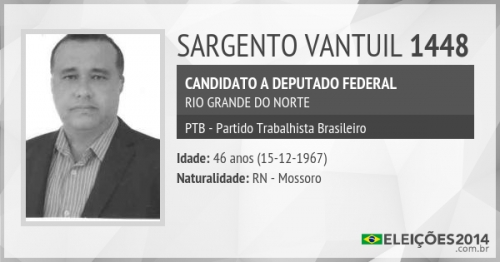 SARGENTO VANTUIL 1448
CANDIDATO A DEPUTADO FEDERAL
RIO GRANDE DO NORTE
PTB - Partido Trabalhista Brasileiro
Idade: 46 anos (15-12-1967)
Naturalidade: RN - Mossoro
ELEIÇÕES2014
.com.br